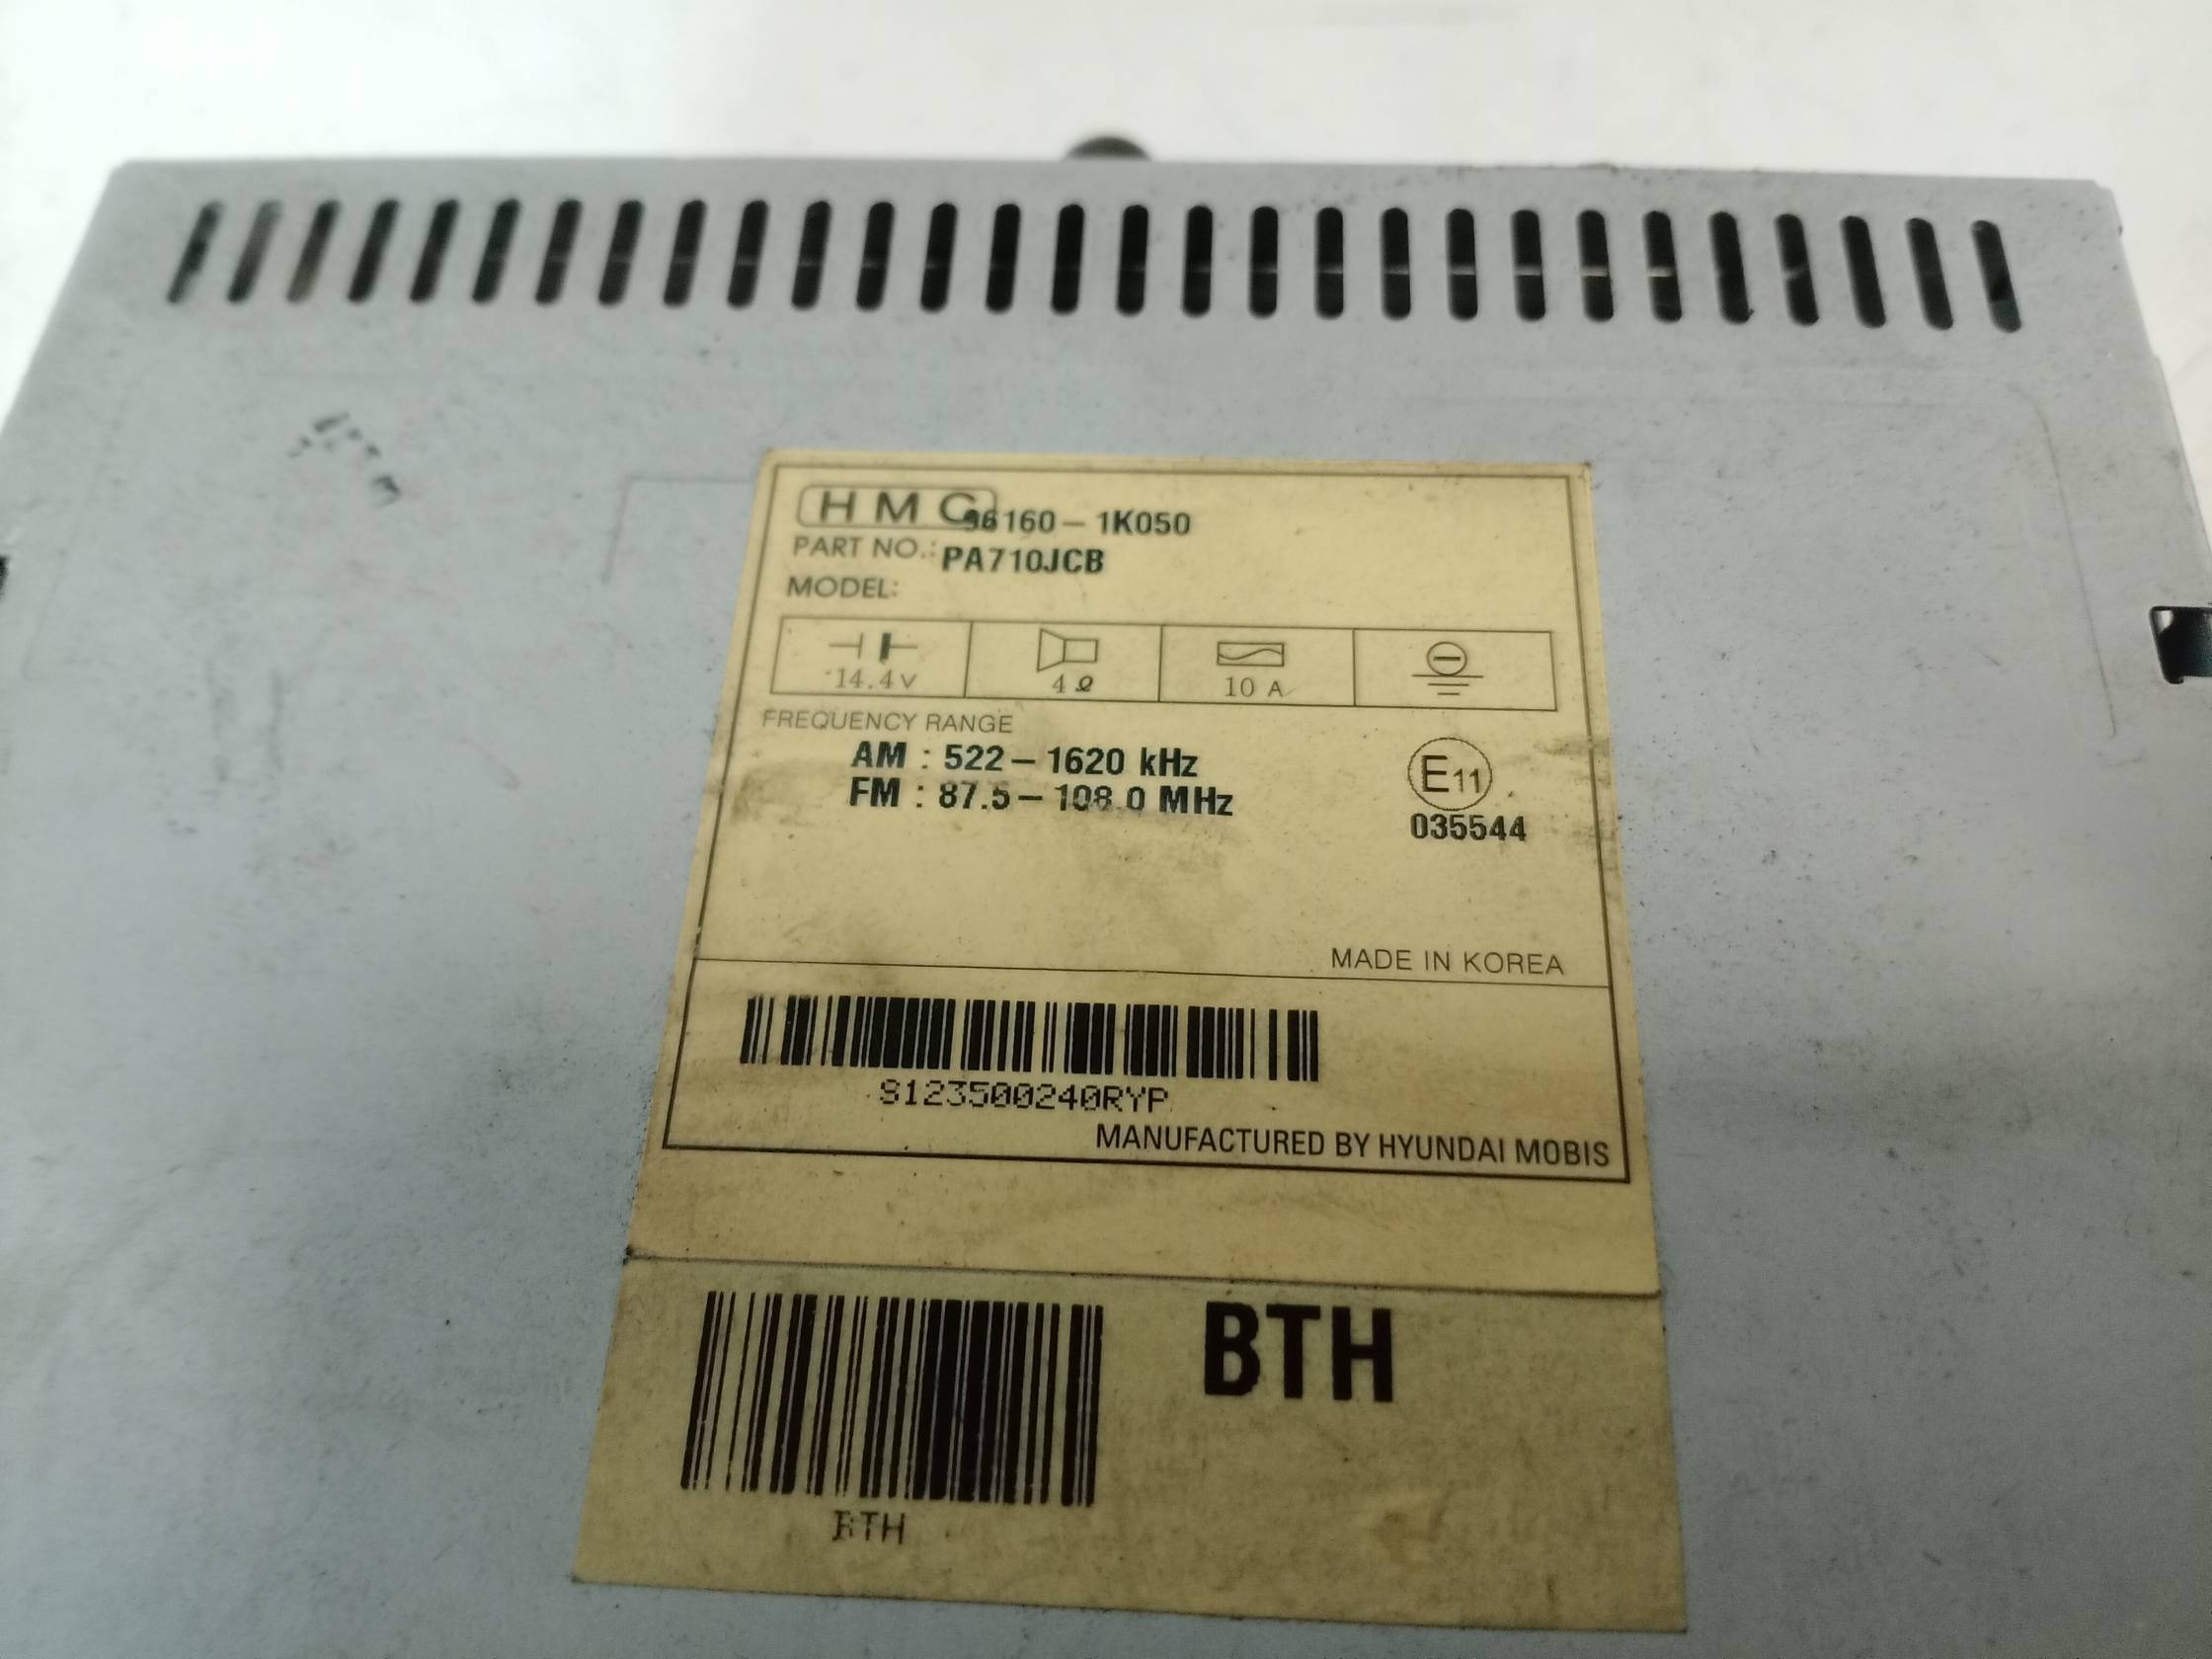 HMC
96160-1K050
PART NO.: PA710JCB
MODEL:
14.4V 4Ω 10 A
FREQUENCY RANGE
AM : 522-1620 kHz
FM : 87.5-108.0 MHz
E11
035544
MADE IN KOREA
8123500240RYP
MANUFACTURED BY HYUNDAI MOBIS
BTH
BTH